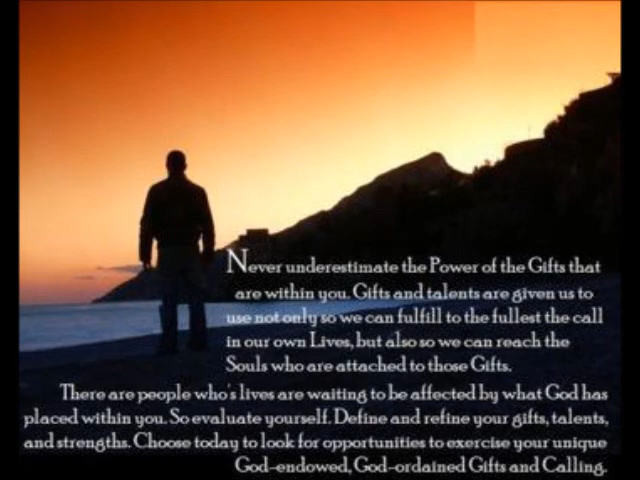 Never underestimate the Power of the Gifts that
are within you. Gifts and talents are given us to
use not only so we can fulfill to the fullest the call
in our own Lives, but also so we can reach the
Souls who are attached to those Gifts.
There are people who's lives are waiting to be affected by what God has
placed within you. So evaluate yourself. Define and refine your gifts, talents,
and strengths. Choose today to look for opportunities to exercise your unique
God-endowed, God-ordained Gifts and Calling.